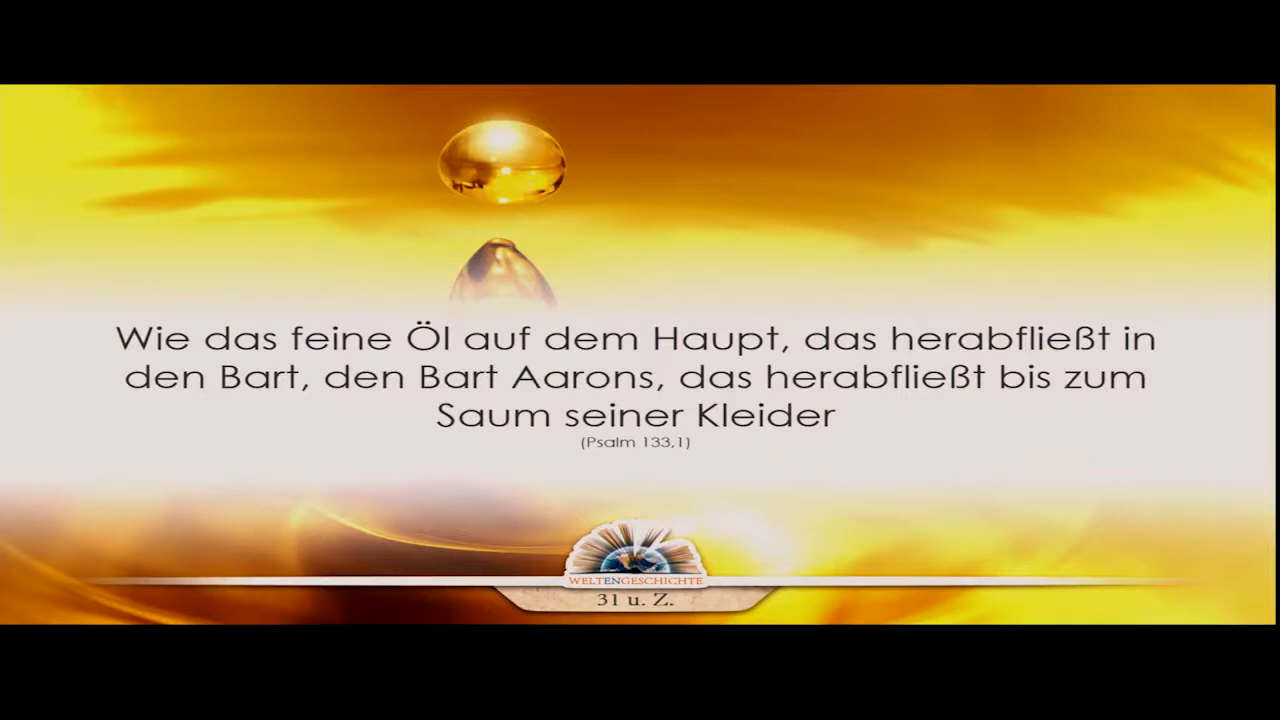 Wie das feine Öl auf dem Haupt, das herabfließt in
den Bart, den Bart Aarons, das herabfließt bis zum
Saum seiner Kleider
(Psalm 133,1)
WELTENGESCHICHTE
31 u. Z.